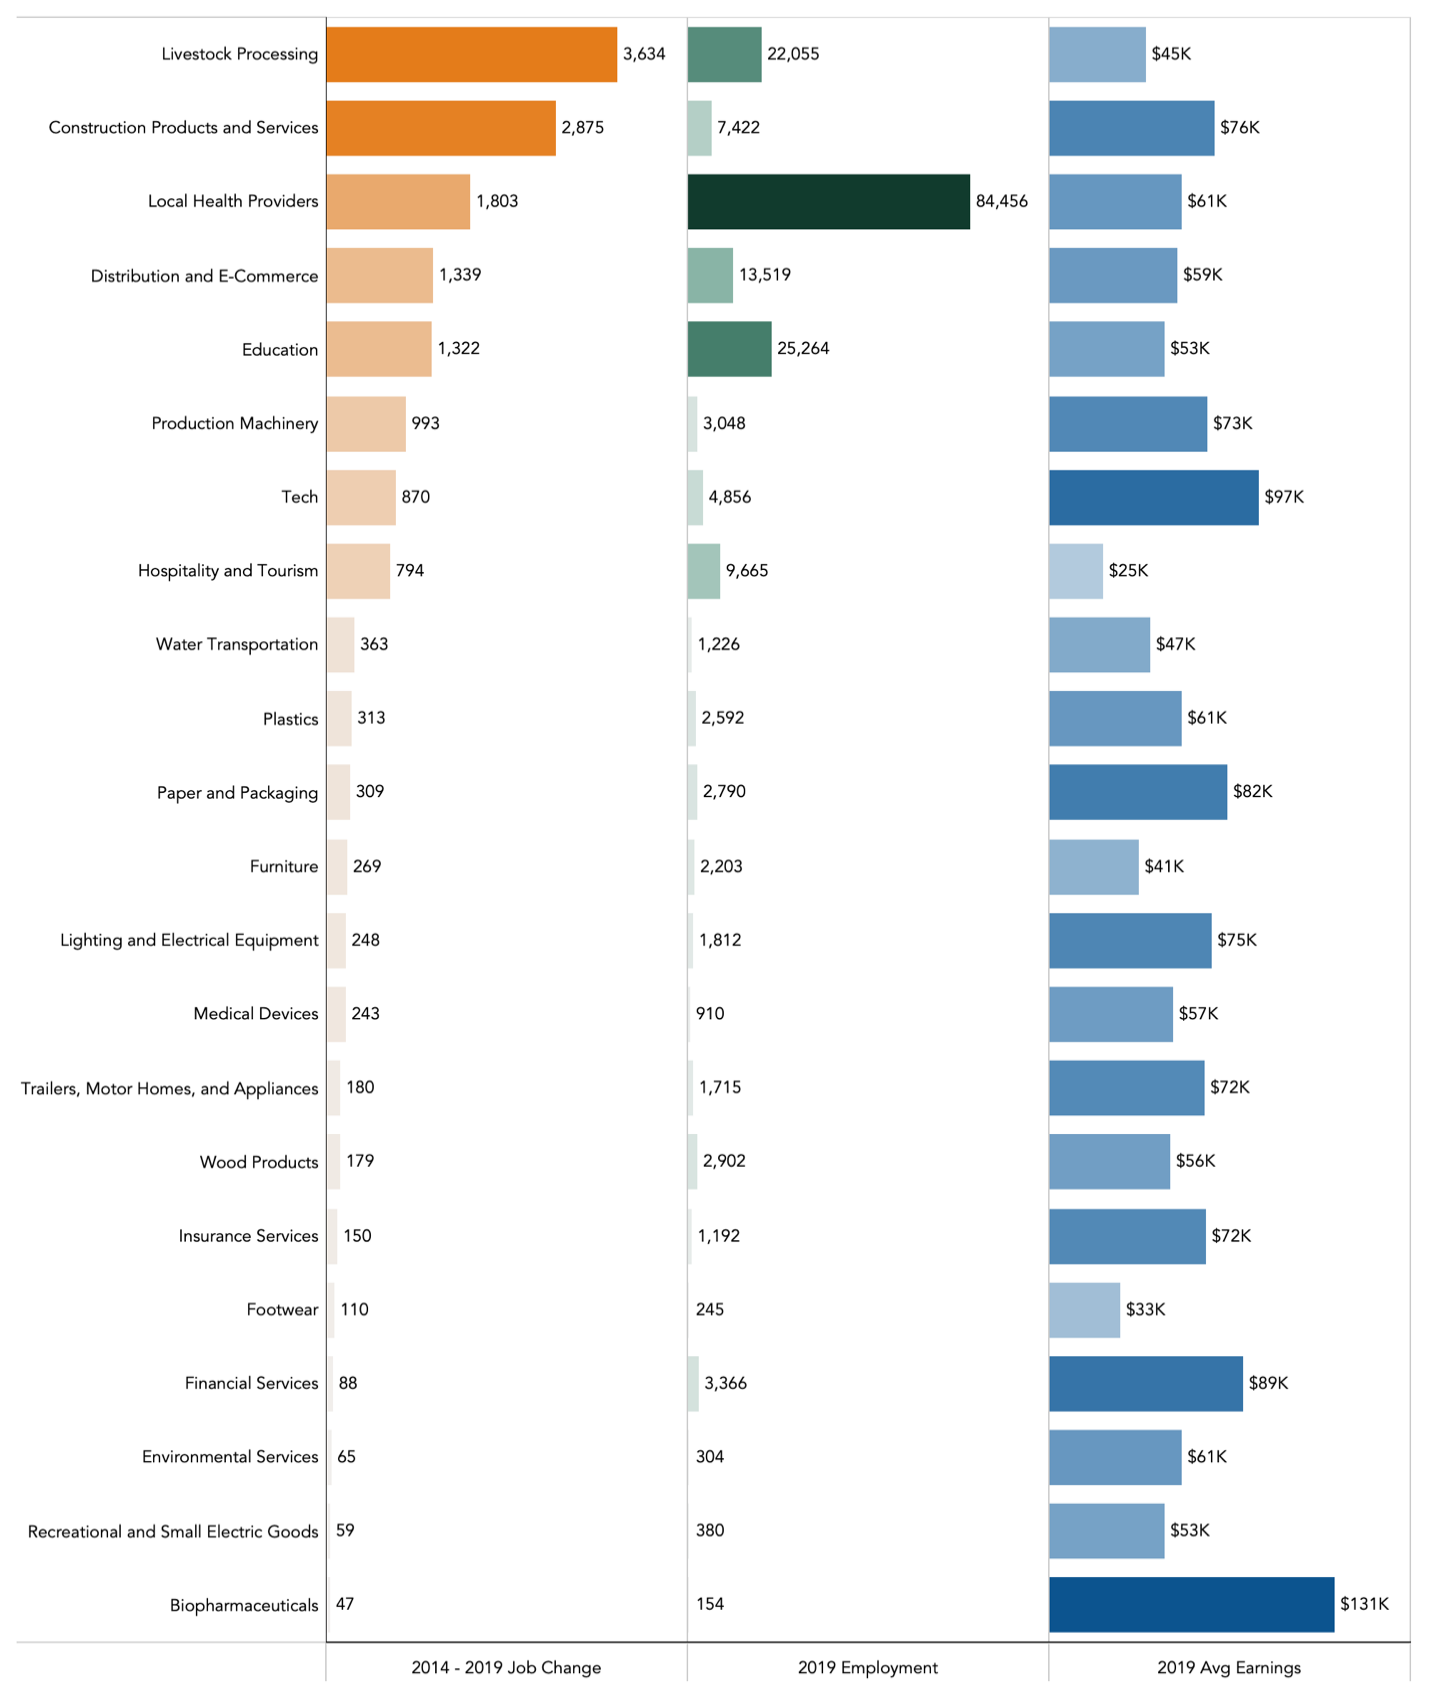 Livestock Processing 3,634 22,055 $45K
Construction Products and Services 2,875 7,422 $76K
Local Health Providers 1,803 84,456 $61K
Distribution and E-Commerce 1,339 13,519 $59K
Education 1,322 25,264 $53K
Production Machinery 993 3,048 $73K
Tech 870 4,856 $97K
Hospitality and Tourism 794 9,665 $25K
Water Transportation 363 1,226 $47K
Plastics 313 2,592 $61K
Paper and Packaging 309 2,790 $82K
Furniture 269 2,203 $41K
Lighting and Electrical Equipment 248 1,812 $75K
Medical Devices 243 910 $57K
Trailers, Motor Homes, and Appliances 180 1,715 $72K
Wood Products 179 2,902 $56K
Insurance Services 150 1,192 $72K
Footwear 110 245 $33K
Financial Services 88 3,366 $89K
Environmental Services 65 304 $61K
Recreational and Small Electric Goods 59 380 $53K
Biopharmaceuticals 47 154 $131K
2014 - 2019 Job Change 2019 Employment 2019 Avg Earnings